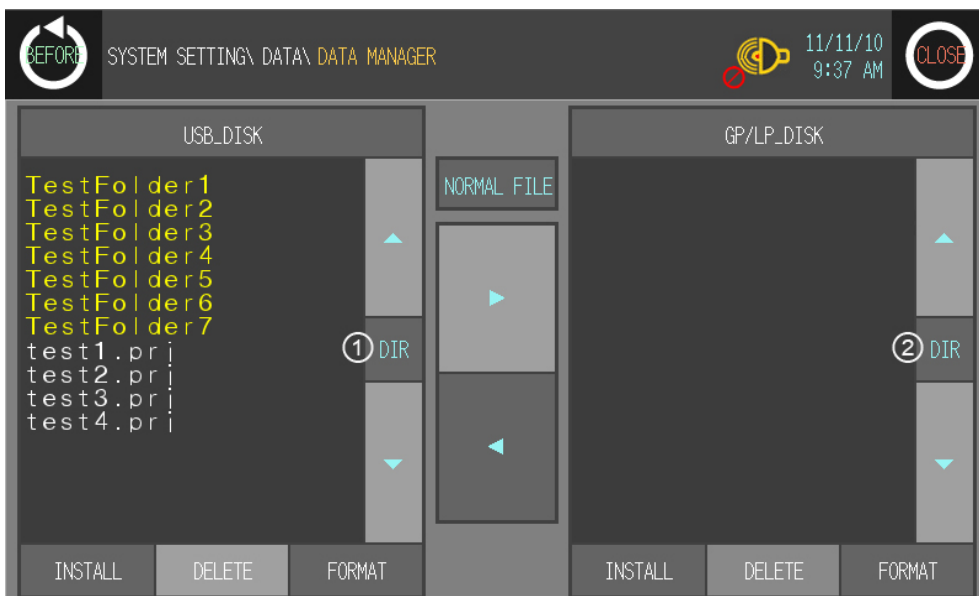 BEFORE
SYSTEM SETTING\ DATA\ DATA MANAGER
11/11/10
9:37 AM
CLOSE
USB_DISK
TestFolder1
TestFolder2
TestFolder3
TestFolder4
TestFolder5
TestFolder6
TestFolder7
test1.prj
test2.prj
test3.prj
test4.prj
① DIR
INSTALL DELETE FORMAT
NORMAL FILE
GP/LP_DISK
② DIR
INSTALL DELETE FORMAT